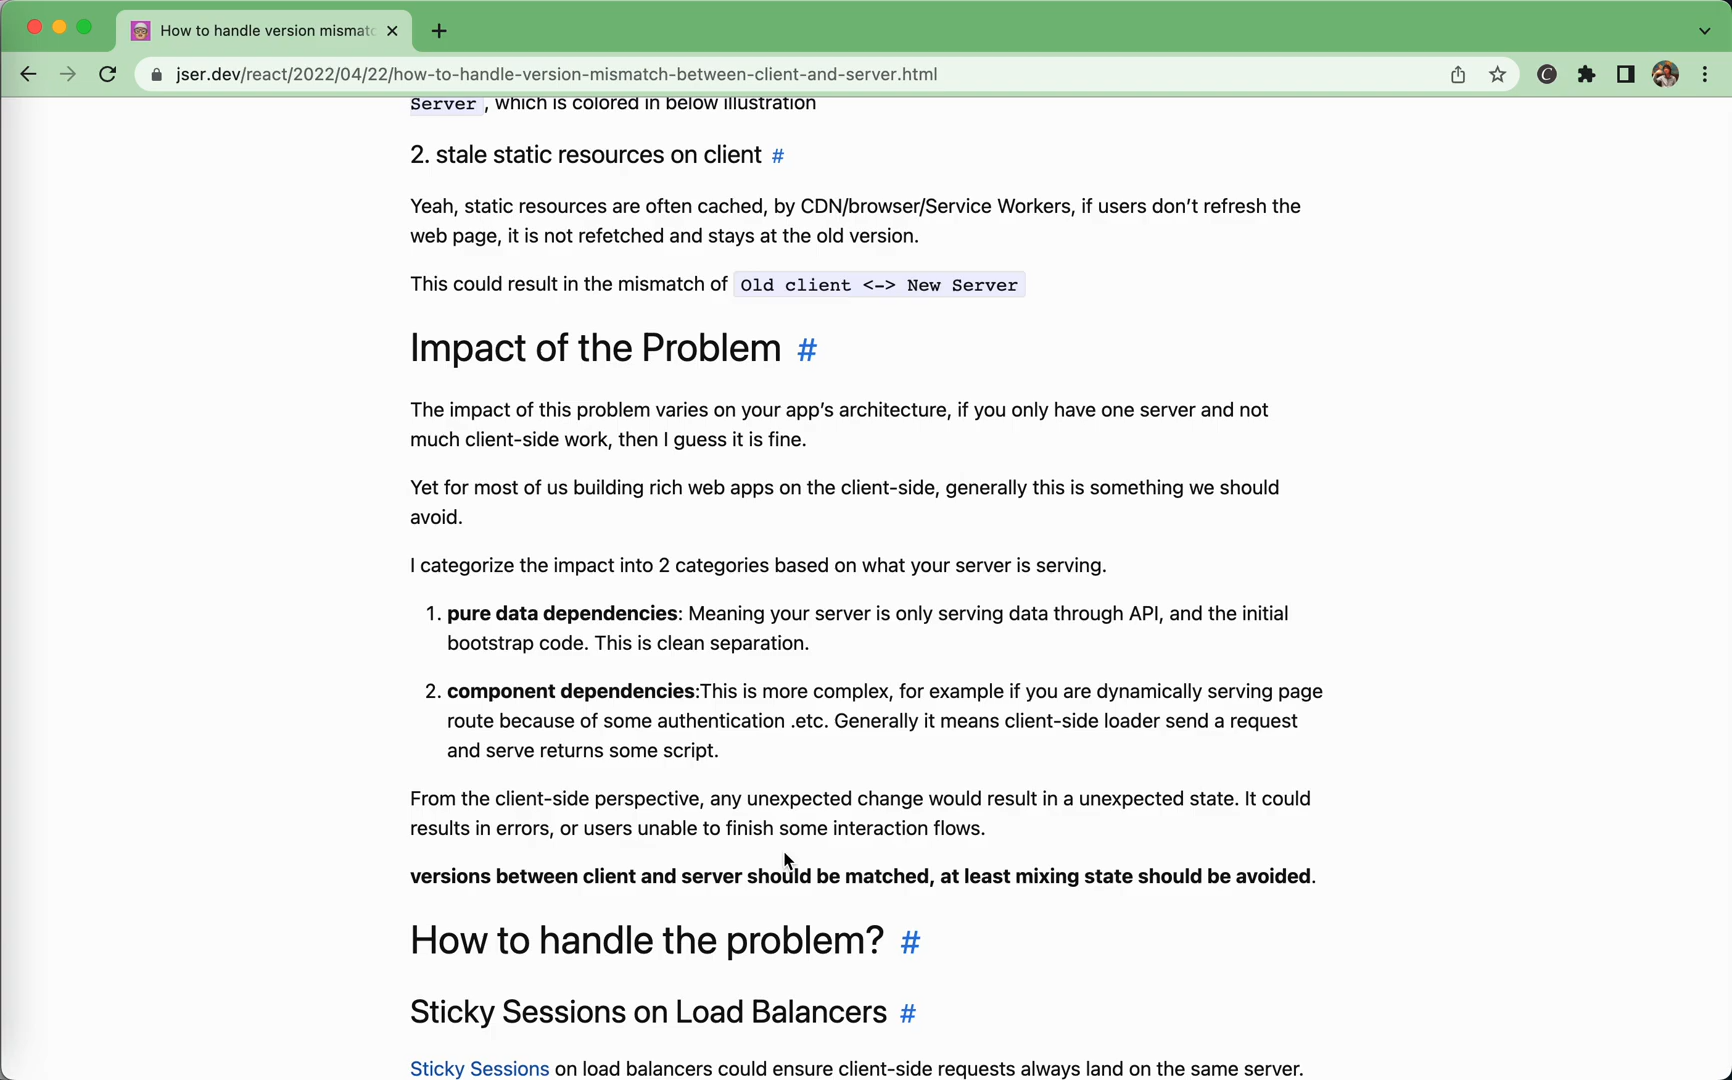 How to handle version mismatc
jser.dev/react/2022/04/22/how-to-handle-version-mismatch-between-client-and-server.html
Server , which is colored in below illustration
2. stale static resources on client #
Yeah, static resources are often cached, by CDN/browser/Service Workers, if users don’t refresh the
web page, it is not refetched and stays at the old version.
This could result in the mismatch of Old client <-> New Server
Impact of the Problem #
The impact of this problem varies on your app’s architecture, if you only have one server and not
much client-side work, then I guess it is fine.
Yet for most of us building rich web apps on the client-side, generally this is something we should
avoid.
I categorize the impact into 2 categories based on what your server is serving.
1. pure data dependencies: Meaning your server is only serving data through API, and the initial
bootstrap code. This is clean separation.
2. component dependencies:This is more complex, for example if you are dynamically serving page
route because of some authentication .etc. Generally it means client-side loader send a request
and serve returns some script.
From the client-side perspective, any unexpected change would result in a unexpected state. It could
results in errors, or users unable to finish some interaction flows.
versions between client and server should be matched, at least mixing state should be avoided.
How to handle the problem? #
Sticky Sessions on Load Balancers #
Sticky Sessions on load balancers could ensure client-side requests always land on the same server.